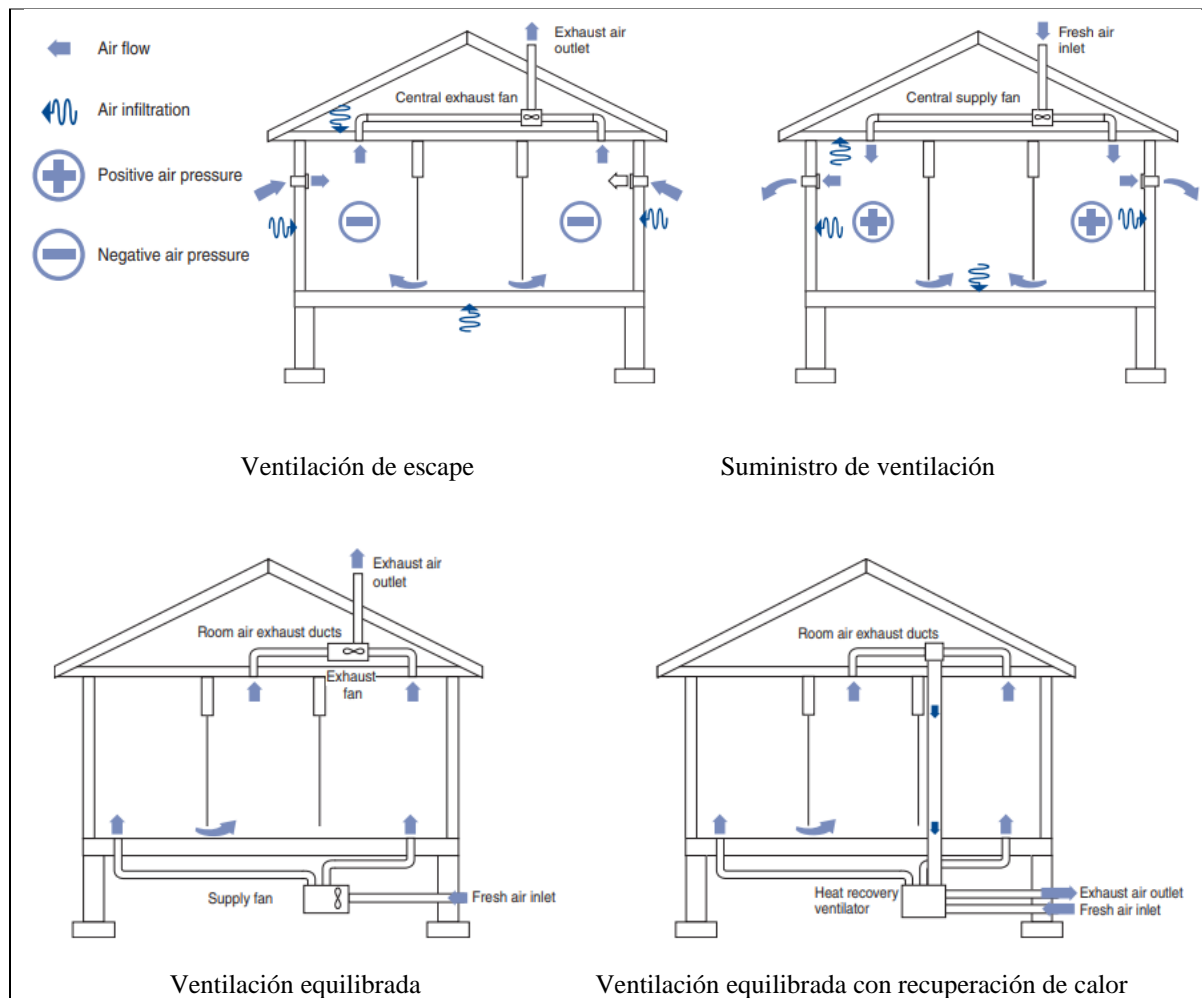 Air flow
Air infiltration
Positive air pressure
Negative air pressure
Exhaust air
outlet
Central exhaust fan
Fresh air
inlet
Central supply fan
Ventilación de escape
Suministro de ventilación
Exhaust air
outlet
Room air exhaust ducts
Exhaust
fan
Supply fan
Fresh air inlet
Room air exhaust ducts
Heat recovery
ventilator
Exhaust air outlet
Fresh air inlet
Ventilación equilibrada
Ventilación equilibrada con recuperación de calor